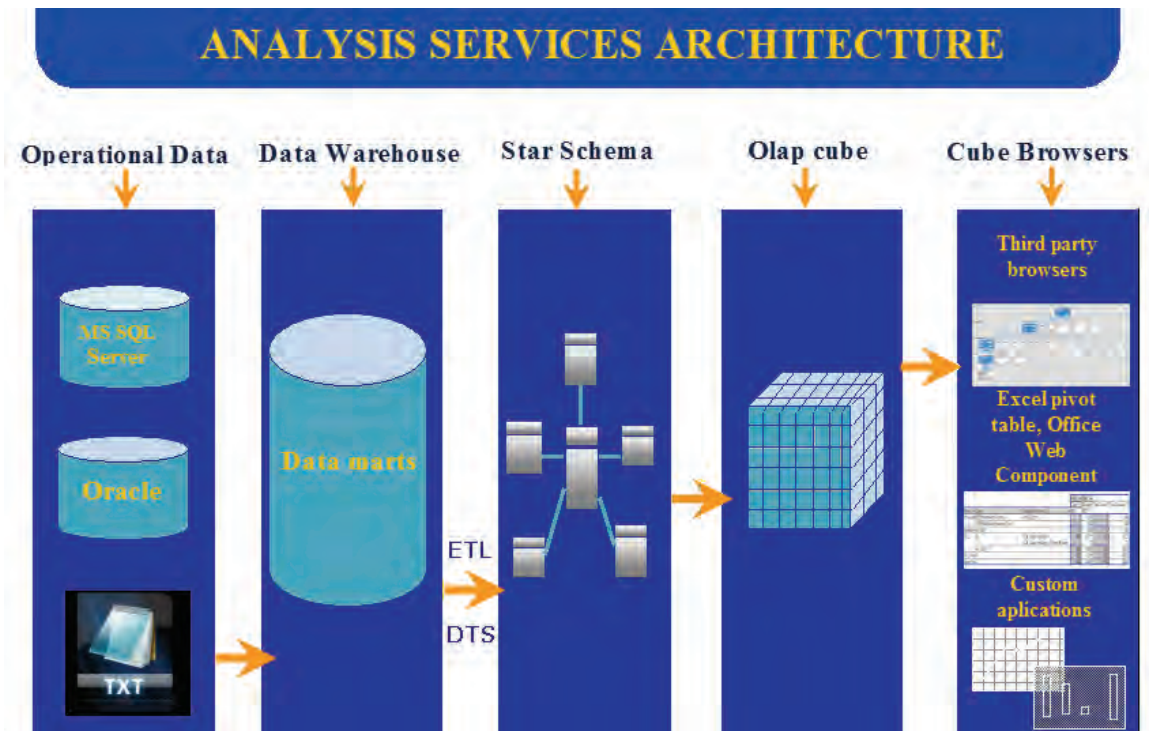 ANALYSIS SERVICES ARCHITECTURE
Operational Data
Data Warehouse
Star Schema
Olap cube
Cube Browsers
MS SQL
Server
Oracle
TXT
Data marts
ETL
DTS
Third party
browsers
Excel pivot
table, Office
Web
Component
Custom
aplications